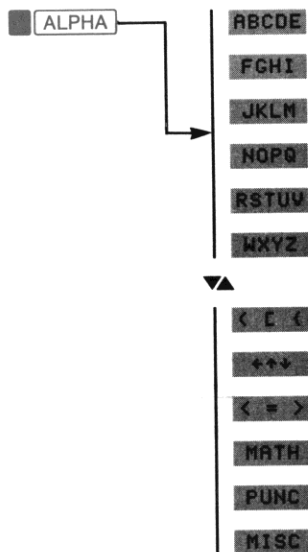 ALPHA
ABCDE
FGHI
JKLM
NOPQ
RSTUV
WXYZ
▼▲
( [ {
←↑↓
< = >
MATH
PUNC
MISC